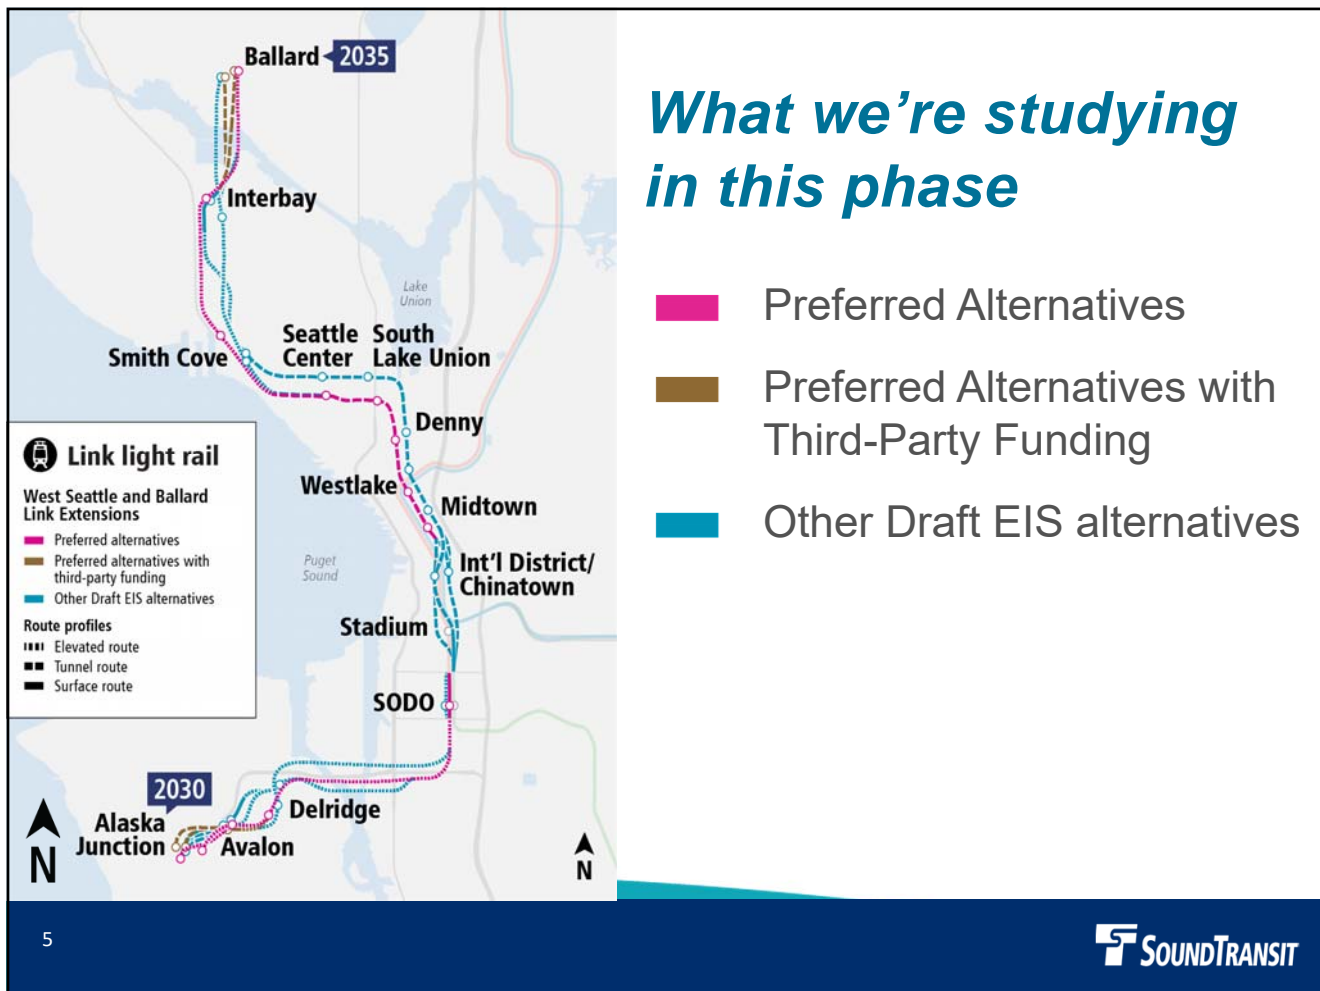 Ballard
2035
Interbay
Lake
Union
Seattle
Center
South
Lake Union
Smith Cove
Denny
Westlake
Midtown
Puget
Sound
Int'l District/
Chinatown
Stadium
SODO
2030
Alaska
Junction
Avalon
Delridge
N
N
Link light rail
West Seattle and Ballard
Link Extensions
Preferred alternatives
Preferred alternatives with
third-party funding
Other Draft EIS alternatives
Route profiles
Elevated route
Tunnel route
Surface route
What we’re studying
in this phase
Preferred Alternatives
Preferred Alternatives with
Third-Party Funding
Other Draft EIS alternatives
5
SOUNDTRANSIT